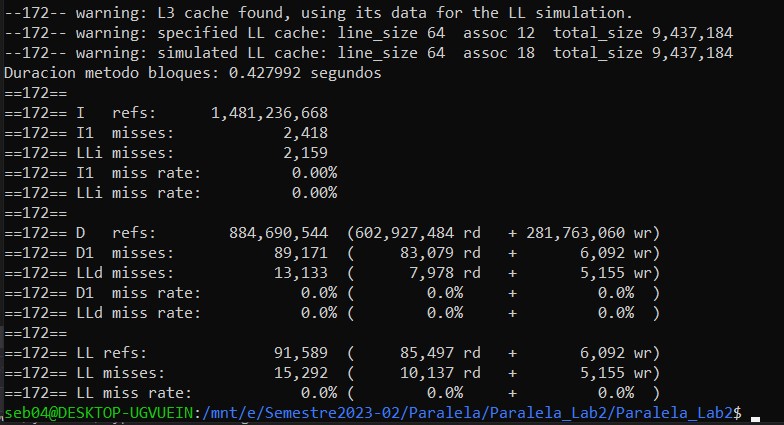 --172-- warning: L3 cache found, using its data for the LL simulation.
--172-- warning: specified LL cache: line_size 64  assoc 12  total_size 9,437,184
--172-- warning: simulated LL cache: line_size 64  assoc 18  total_size 9,437,184
Duracion metodo bloques: 0.427992 segundos
==172==
==172== I   refs:      1,481,236,668
==172== I1  misses:            2,418
==172== LLi misses:            2,159
==172== I1  miss rate:          0.00%
==172== LLi miss rate:          0.00%
==172==
==172== D   refs:        884,690,544  (602,927,484 rd   + 281,763,060 wr)
==172== D1  misses:           89,171  (     83,079 rd   +       6,092 wr)
==172== LLd misses:           13,133  (      7,978 rd   +       5,155 wr)
==172== D1  miss rate:           0.0% (        0.0%     +         0.0%  )
==172== LLd miss rate:           0.0% (        0.0%     +         0.0%  )
==172==
==172== LL refs:              91,589  (     85,497 rd   +       6,092 wr)
==172== LL misses:            15,292  (     10,137 rd   +       5,155 wr)
==172== LL miss rate:            0.0% (        0.0%     +         0.0%  )
seb04@DESKTOP-UGVUEIN:/mnt/e/Semestre2023-02/Paralela/Paralela_Lab2/Paralela_Lab2$